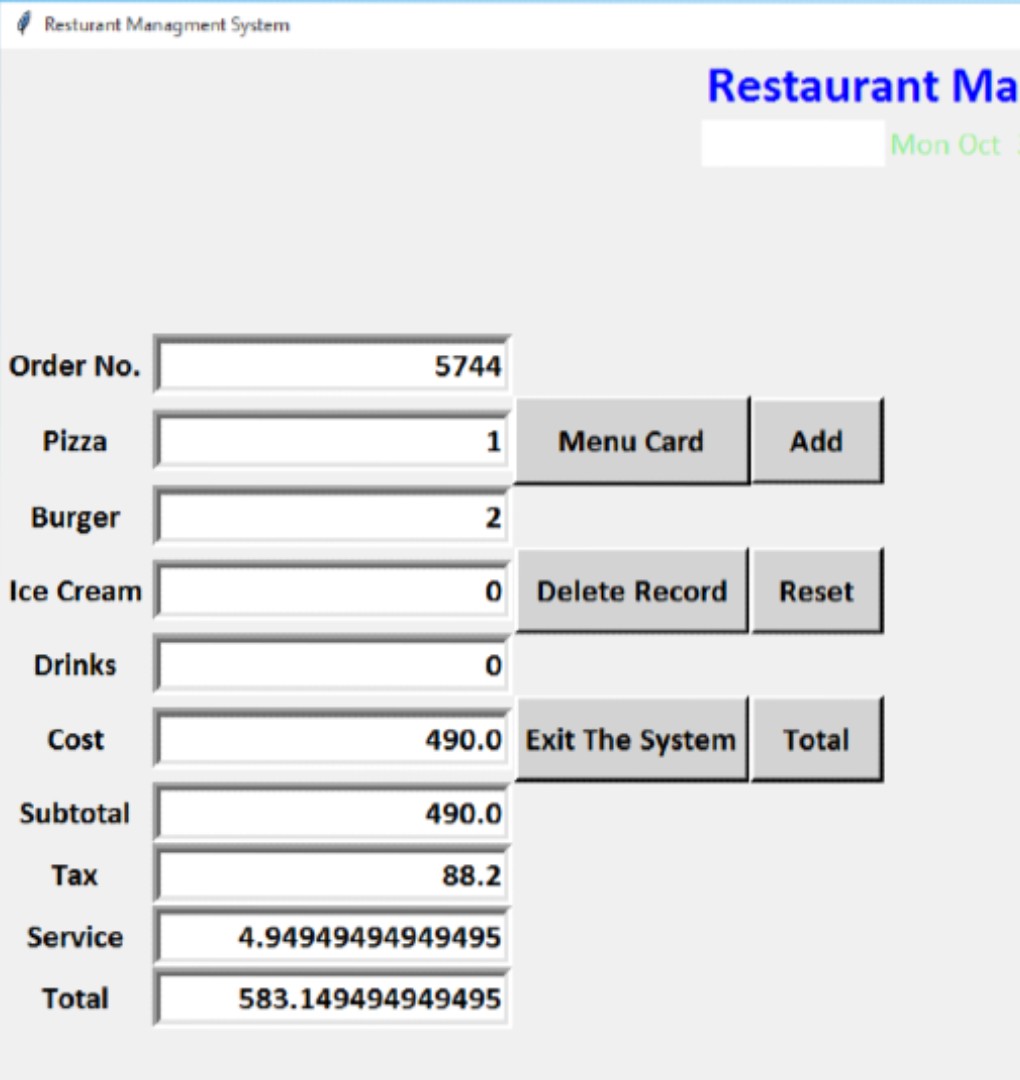 Resturant Managment System
Restaurant Ma
Mon Oct
Order No. 5744
Pizza 1 Menu Card Add
Burger 2
Ice Cream 0 Delete Record Reset
Drinks 0
Cost 490.0 Exit The System Total
Subtotal 490.0
Tax 88.2
Service 4.94949494949495
Total 583.149494949495